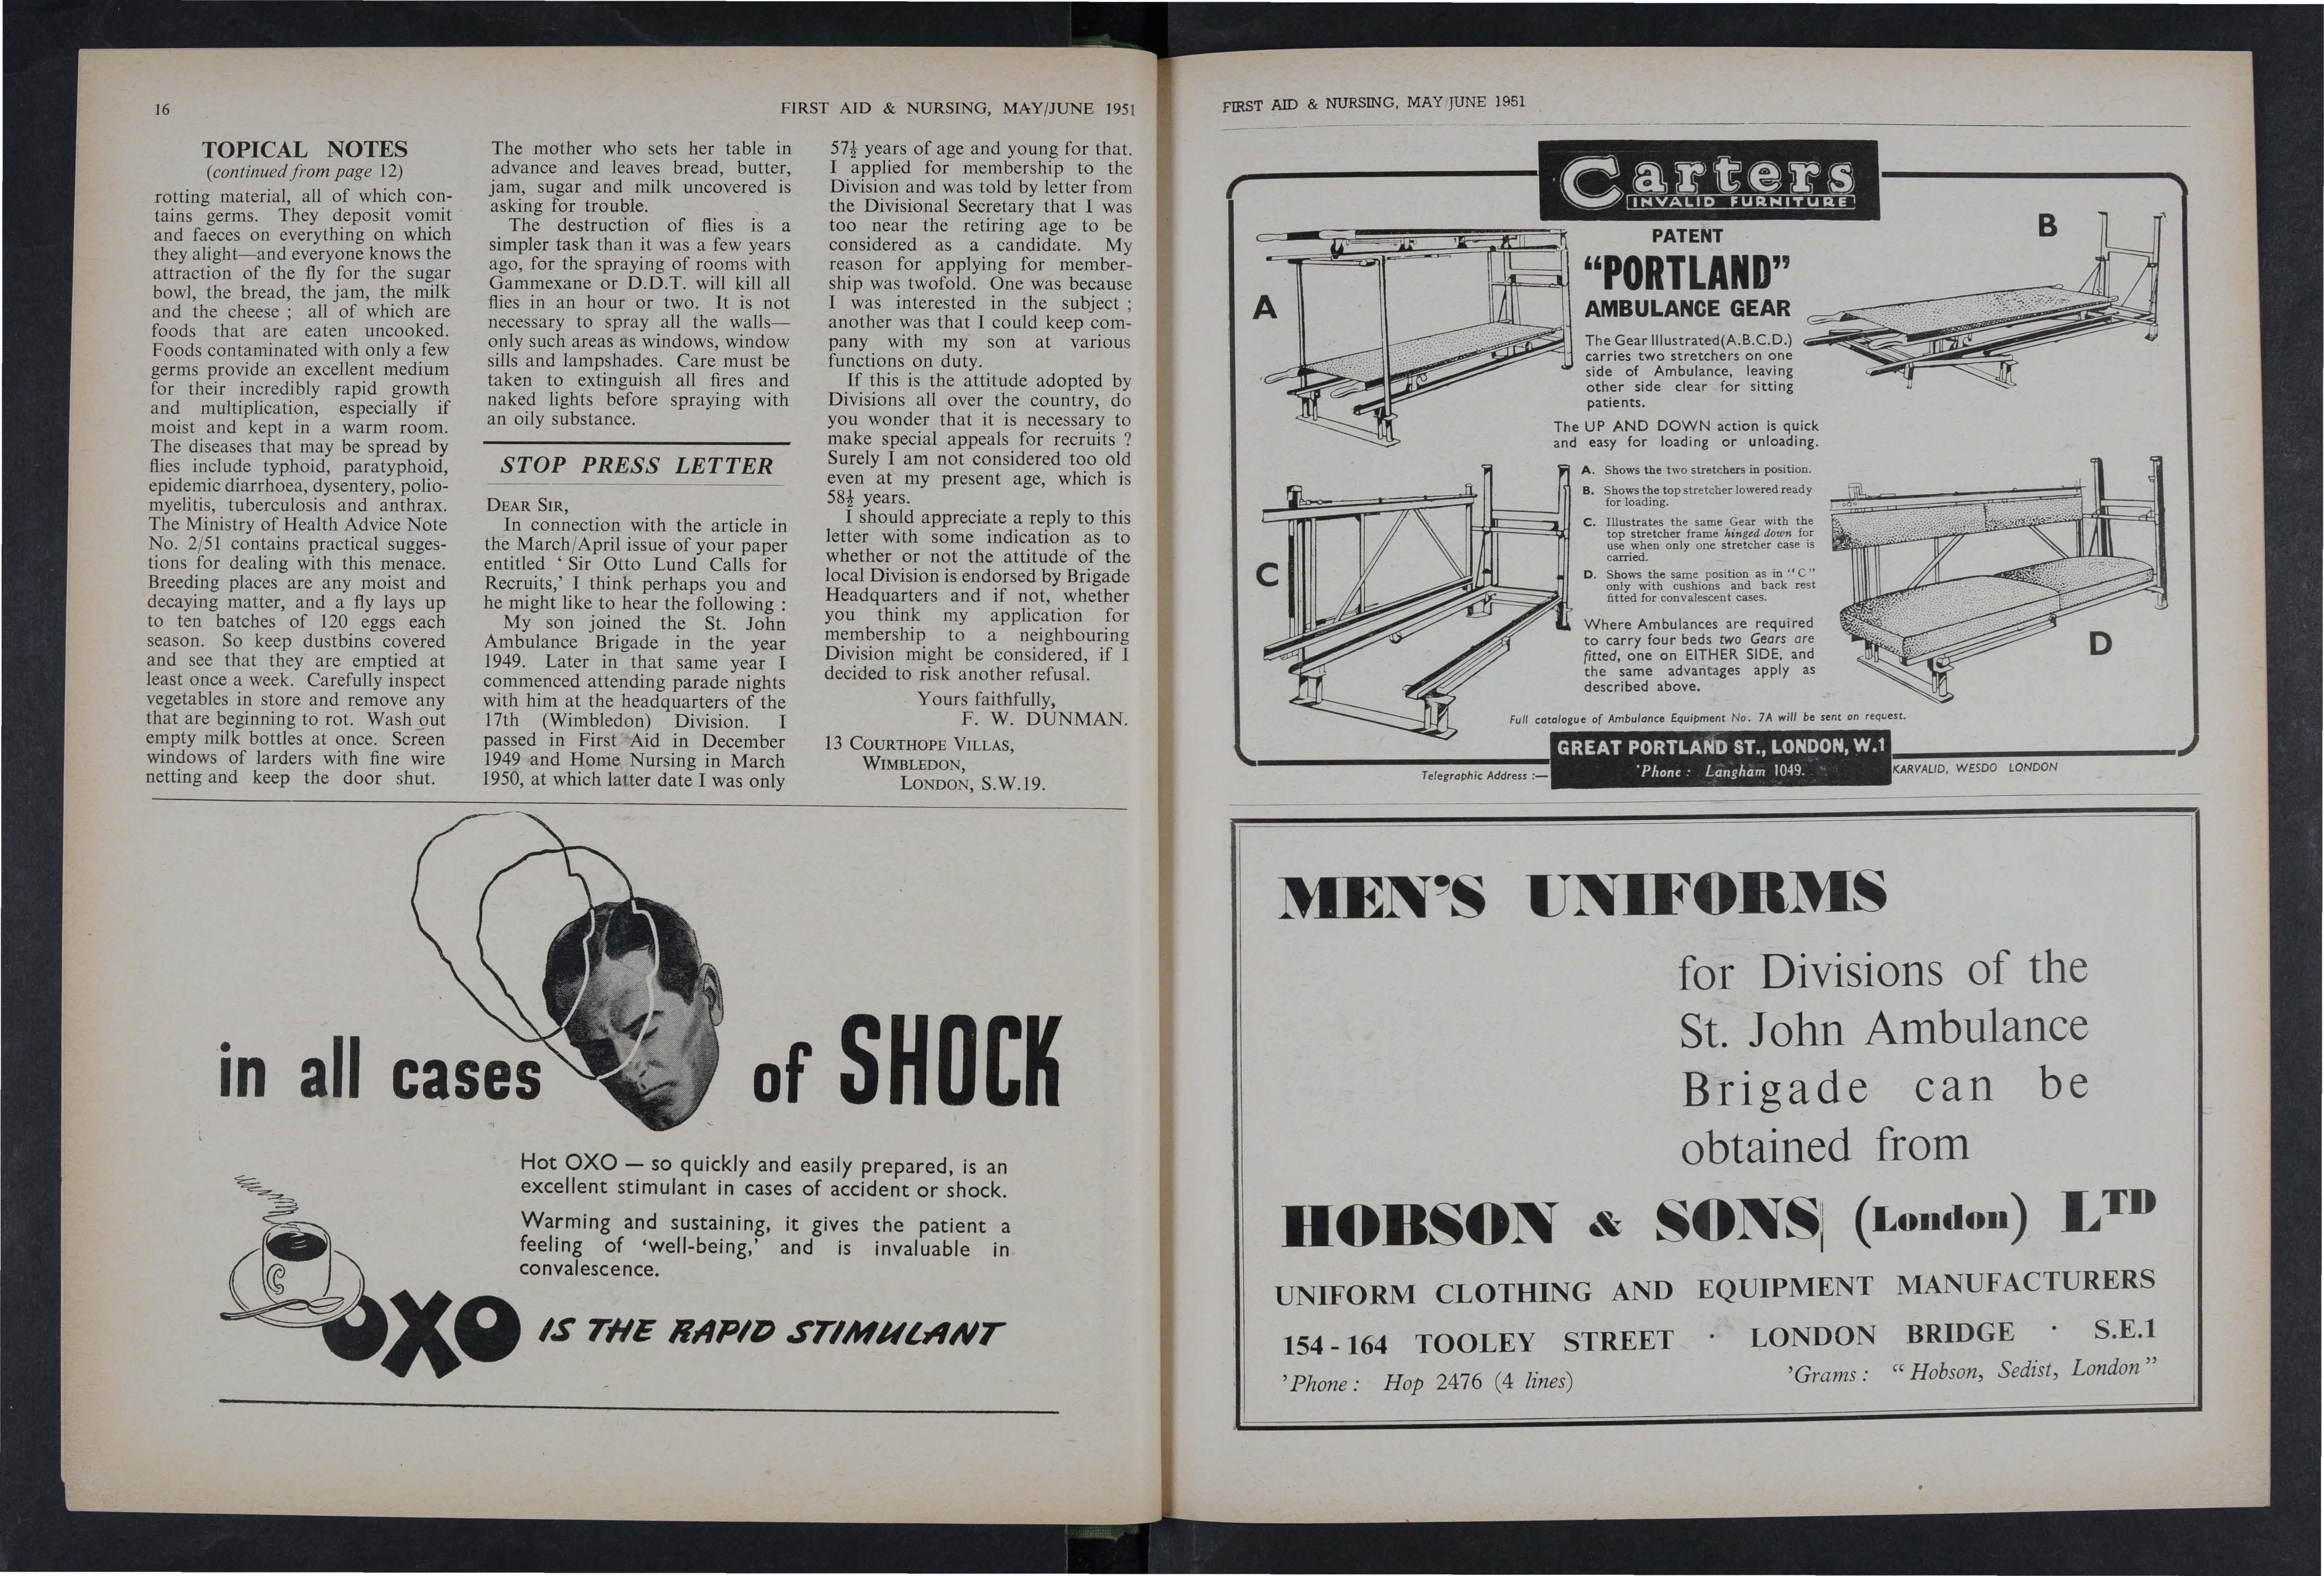 16
FIRST AID & NURSING, MAY/JUNE 1951
TOPICAL NOTES
(continued from page 12)
rotting material, all of which con-
tains germs. They deposit vomit
and faeces on everything on which
they alight—and everyone knows the
attraction of the fly for the sugar
bowl, the bread, the jam, the milk
and the cheese ; all of which are
foods that are eaten uncooked.
Foods contaminated with only a few
germs provide an excellent medium
for their incredibly rapid growth
and multiplication, especially if
moist and kept in a warm room.
The diseases that may be spread by
flies include typhoid, paratyphoid,
epidemic diarrhoea, dysentery, polio-
myelitis, tuberculosis and anthrax.
The Ministry of Health Advice Note
No. 2/51 contains practical sugges-
tions for dealing with this menace.
Breeding places are any moist and
decaying matter, and a fly lays up
to ten batches of 120 eggs each
season. So keep dustbins covered
and see that they are emptied at
least once a week. Carefully inspect
vegetables in store and remove any
that are beginning to rot. Wash out
empty milk bottles at once. Screen
windows of larders with fine wire
netting and keep the door shut.
The mother who sets her table in
advance and leaves bread, butter,
jam, sugar and milk uncovered is
asking for trouble.
The destruction of flies is a
simpler task than it was a few years
ago, for the spraying of rooms with
Gammexane or D.D.T. will kill all
flies in an hour or two. It is not
necessary to spray all the walls—
only such areas as windows, window
sills and lampshades. Care must be
taken to extinguish all fires and
naked lights before spraying with
an oily substance.
STOP PRESS LETTER
DEAR SIR,
In connection with the article in
the March/April issue of your paper
entitled ‘ Sir Otto Lund Calls for
Recruits,’ I think perhaps you and
he might like to hear the following :
My son joined the St. John
Ambulance Brigade in the year
1949. Later in that same year I
commenced attending parade nights
with him at the headquarters of the
17th (Wimbledon) Division. I
passed in First Aid in December
1949 and Home Nursing in March
1950, at which latter date I was only
57½ years of age and young for that.
I applied for membership to the
Division and was told by letter from
the Divisional Secretary that I was
too near the retiring age to be
considered as a candidate. My
reason for applying for member-
ship was twofold. One was because
I was interested in the subject ;
another was that I could keep com-
pany with my son at various
functions on duty.
If this is the attitude adopted by
Divisions all over the country, do
you wonder that it is necessary to
make special appeals for recruits ?
Surely I am not considered too old
even at my present age, which is
58½ years.
I should appreciate a reply to this
letter with some indication as to
whether or not the attitude of the
local Division is endorsed by Brigade
Headquarters and if not, whether
you think my application for
membership to a neighbouring
Division might be considered, if I
decided to risk another refusal.
Yours faithfully,
F. W. DUNMAN.
13 COURTHOPE VILLAS,
WIMBLEDON,
LONDON, S.W.19.
in all cases of SHOCK
Hot OXO — so quickly and easily prepared, is an
excellent stimulant in cases of accident or shock.
Warming and sustaining, it gives the patient a
feeling of ‘well-being,’ and is invaluable in
convalescence.
OXO IS THE RAPID STIMULANT
FIRST AID & NURSING, MAY/JUNE 1951
Carters
INVALID FURNITURE
PATENT
“PORTLAND”
AMBULANCE GEAR
A
B
The Gear Illustrated(A.B.C.D.)
carries two stretchers on one
side of Ambulance, leaving
other side clear for sitting
patients.
The UP AND DOWN action is quick
and easy for loading or unloading.
A. Shows the two stretchers in position.
B. Shows the top stretcher lowered ready
for loading.
C. Illustrates the same Gear with the
top stretcher frame hinged down for
use when only one stretcher case is
carried.
D. Shows the same position as in “C”
only with cushions and back rest
fitted for convalescent cases.
C
D
Where Ambulances are required
to carry four beds two Gears are
fitted, one on EITHER SIDE, and
the same advantages apply as
described above.
Full catalogue of Ambulance Equipment No. 7A will be sent on request.
GREAT PORTLAND ST., LONDON, W.1
'Phone : Langham 1049.
Telegraphic Address :— KARVALID, WESDO LONDON
MEN'S UNIFORMS
for Divisions of the
St. John Ambulance
Brigade can be
obtained from
HOBSON & SONS (London) LTD
UNIFORM CLOTHING AND EQUIPMENT MANUFACTURERS
154 - 164 TOOLEY STREET · LONDON BRIDGE · S.E.1
'Phone : Hop 2476 (4 lines) 'Grams : “ Hobson, Sedist, London ”